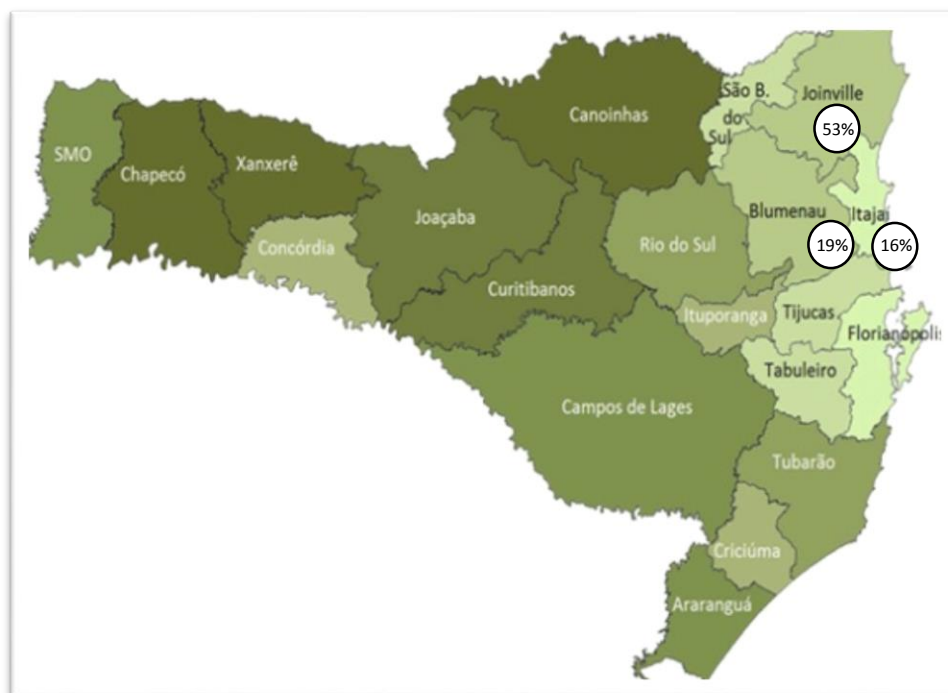 São B.
do
Sul
Joinville
Canoinhas
53%
SMO
Chapecó
Xanxerê
Joaçaba
Blumenau
Itajaí
Concórdia
Rio do Sul
19%
16%
Curitibanos
Ituporanga
Tijucas
Florianópolis
Tabuleiro
Campos de Lages
Tubarão
Criciúma
Araranguá